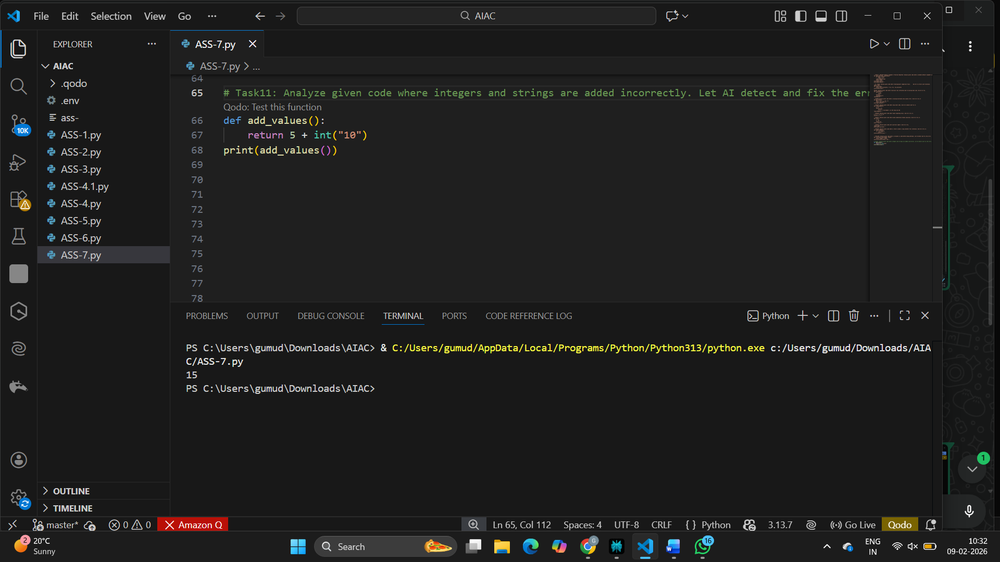 File Edit Selection View Go ··· AIAC
EXPLORER ···
AIAC
.qodo
.env
ass-
ASS-1.py
ASS-2.py
ASS-3.py
ASS-4.1.py
ASS-4.py
ASS-5.py
ASS-6.py
ASS-7.py
OUTLINE
TIMELINE
10K
ASS-7.py
ASS-7.py > ...
64
65 # Task11: Analyze given code where integers and strings are added incorrectly. Let AI detect and fix the err
Qodo: Test this function
66 def add_values():
67 return 5 + int("10")
68 print(add_values())
69
70
71
72
73
74
75
76
77
78
PROBLEMS OUTPUT DEBUG CONSOLE TERMINAL PORTS CODE REFERENCE LOG Python
PS C:\Users\gumud\Downloads\AIAC> & C:/Users/gumud/AppData/Local/Programs/Python/Python313/python.exe c:/Users/gumud/Downloads/AIA
C/ASS-7.py
15
PS C:\Users\gumud\Downloads\AIAC>
1
master* 0 0 Amazon Q Ln 65, Col 112 Spaces: 4 UTF-8 CRLF { } Python 3.13.7 Go Live Qodo
2 20°C
Sunny
Search
G
W
16
ENG
IN
10:32
09-02-2026